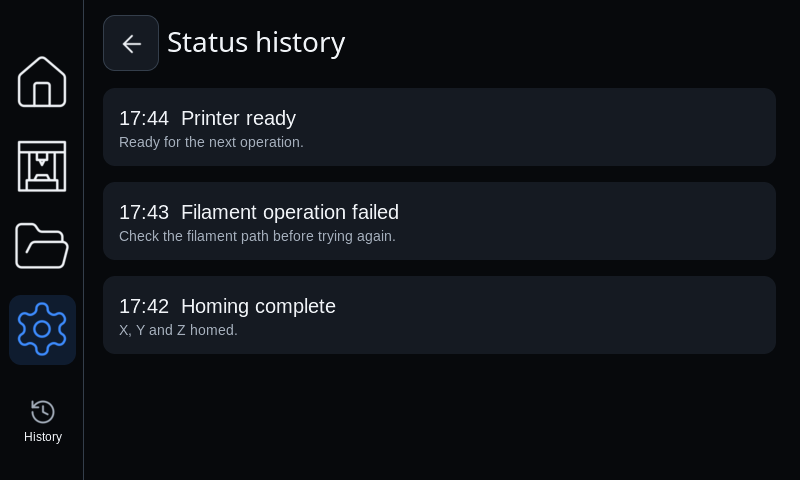 Status history
17:44 Printer ready
Ready for the next operation.
17:43 Filament operation failed
Check the filament path before trying again.
17:42 Homing complete
X, Y and Z homed.
History